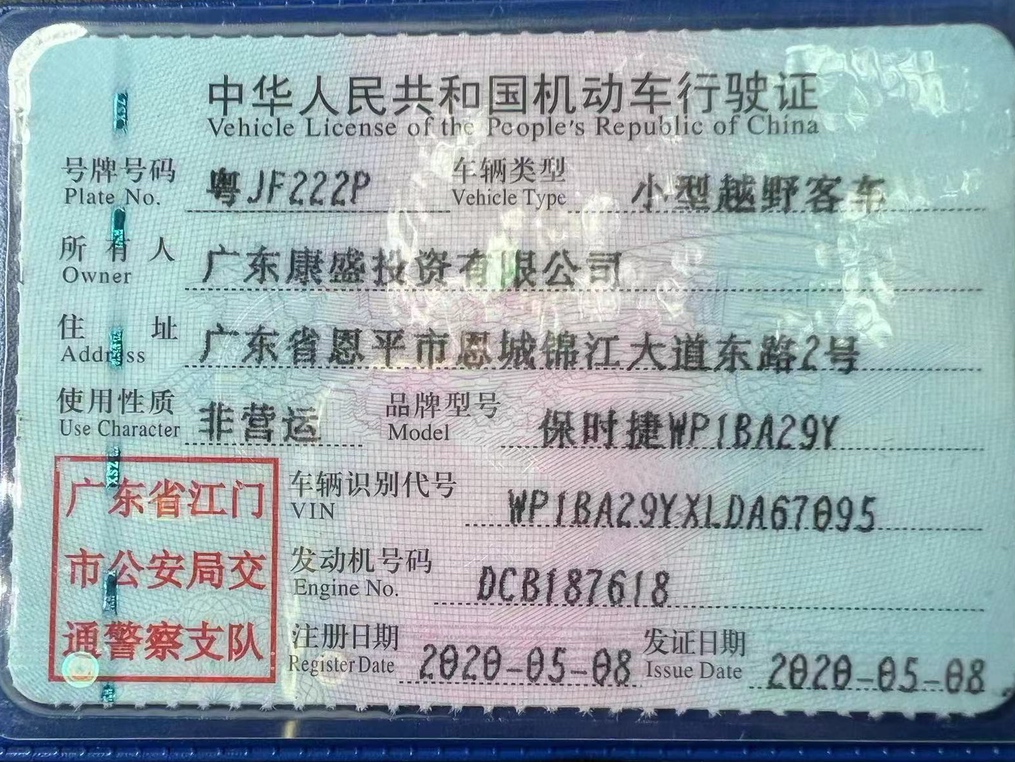 中华人民共和国机动车行驶证
Vehicle License of the People's Republic of China
号牌号码 粤JF222P 车辆类型 小型越野客车
Plate No. Vehicle Type
所有人 广东康盛投资有限公司
Owner
住址 广东省恩平市恩城锦江大道东路2号
Address
使用性质 非营运 品牌型号 保时捷WP1BA29Y
Use Character Model
广东省江门
市公安局交
通警察支队
车辆识别代号 WP1BA29YXLDA67095
VIN
发动机号码 DCB187618
Engine No.
注册日期 2020-05-08 发证日期 2020-05-08
Register Date Issue Date